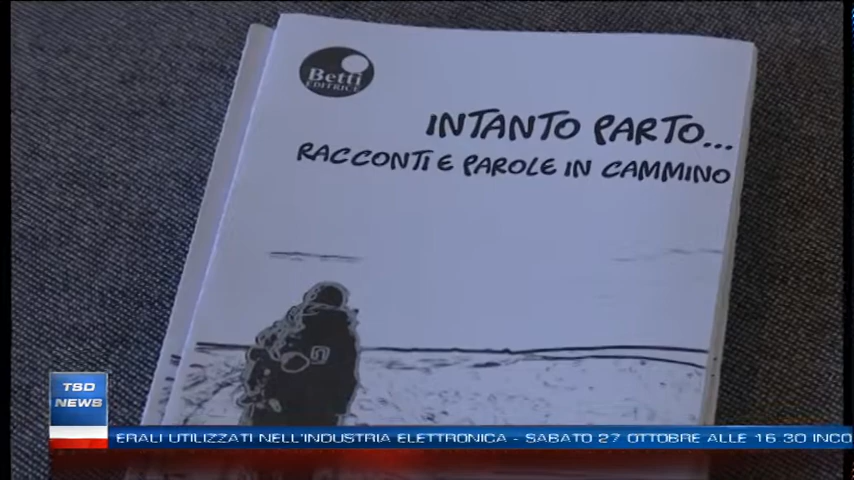 Betti
EDITRICE
INTANTO PARTO...
RACCONTI E PAROLE IN CAMMINO
TSD
NEWS
ERALI UTILIZZATI NELL'INDUSTRIA ELETTRONICA - SABATO 27 OTTOBRE ALLE 16.30 INCO